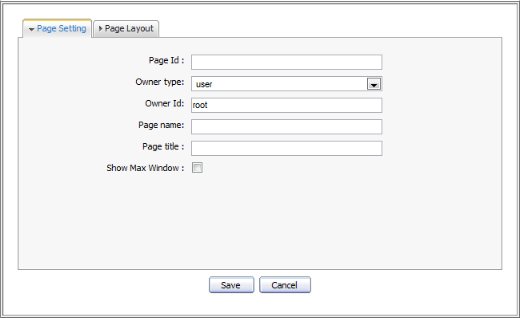 Page Setting Page Layout
Page Id :
Owner type: user
Owner Id: root
Page name:
Page title :
Show Max Window :
Save Cancel